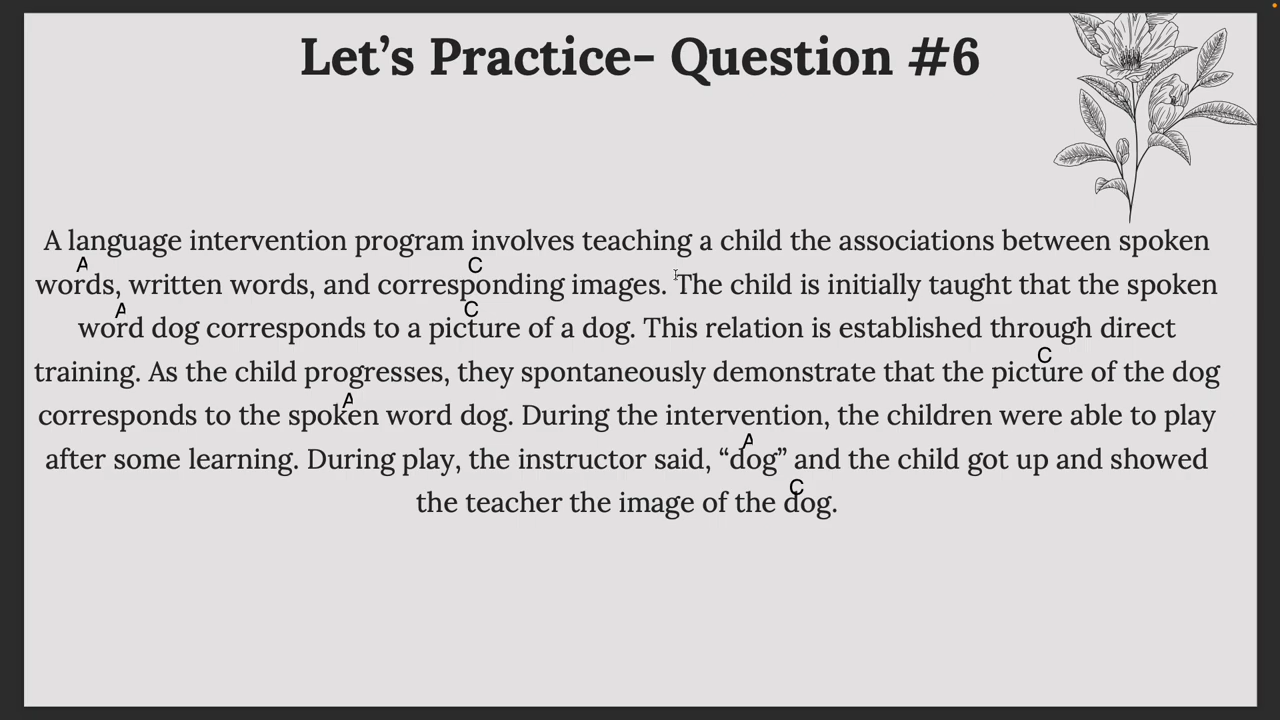 Let's Practice- Question #6
A language intervention program involves teaching a child the associations between spoken
A C
words, written words, and corresponding images. The child is initially taught that the spoken
A C
word dog corresponds to a picture of a dog. This relation is established through direct
C
training. As the child progresses, they spontaneously demonstrate that the picture of the dog
A
corresponds to the spoken word dog. During the intervention, the children were able to play
A
after some learning. During play, the instructor said, “dog” and the child got up and showed
C
the teacher the image of the dog.